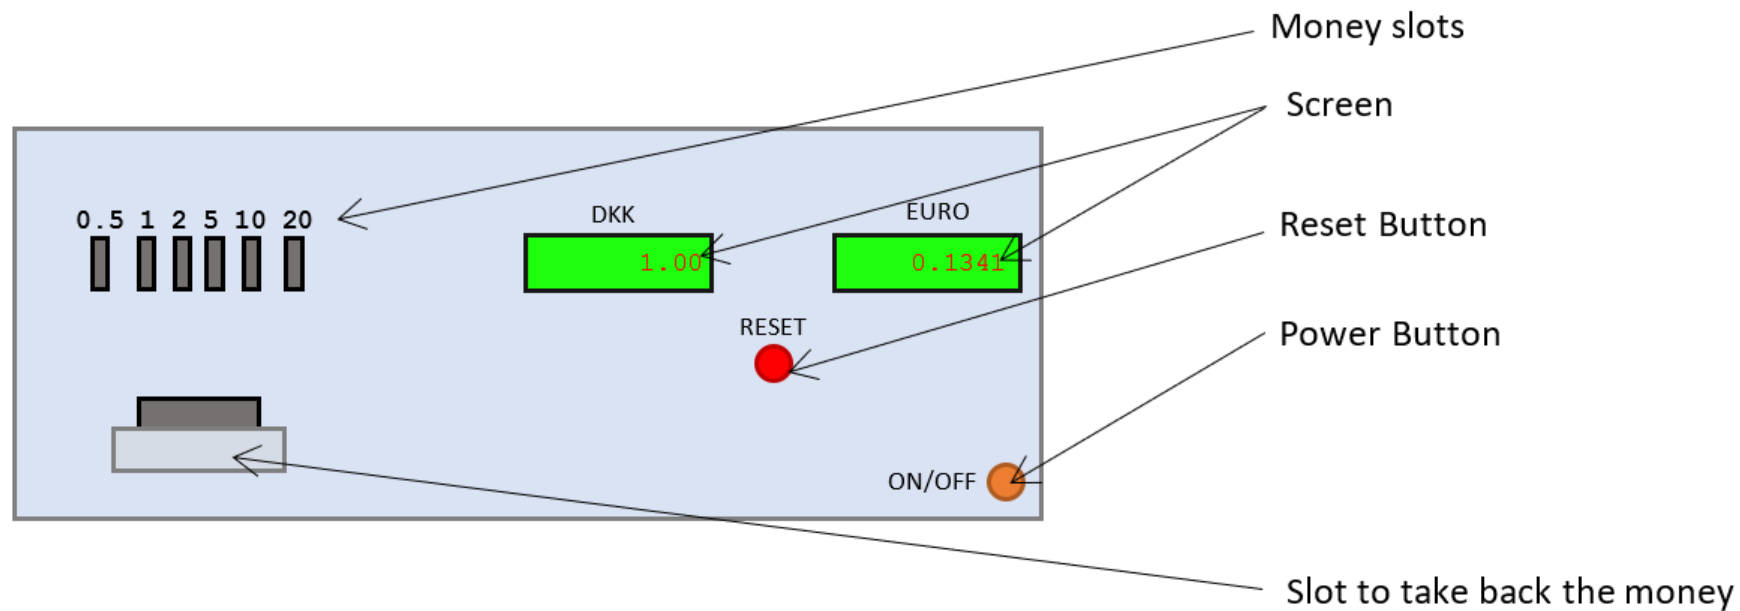 Money slots
Screen
0.5 1 2 5 10 20
DKK
EURO
1.00
0.1341
Reset Button
RESET
Power Button
ON/OFF
Slot to take back the money